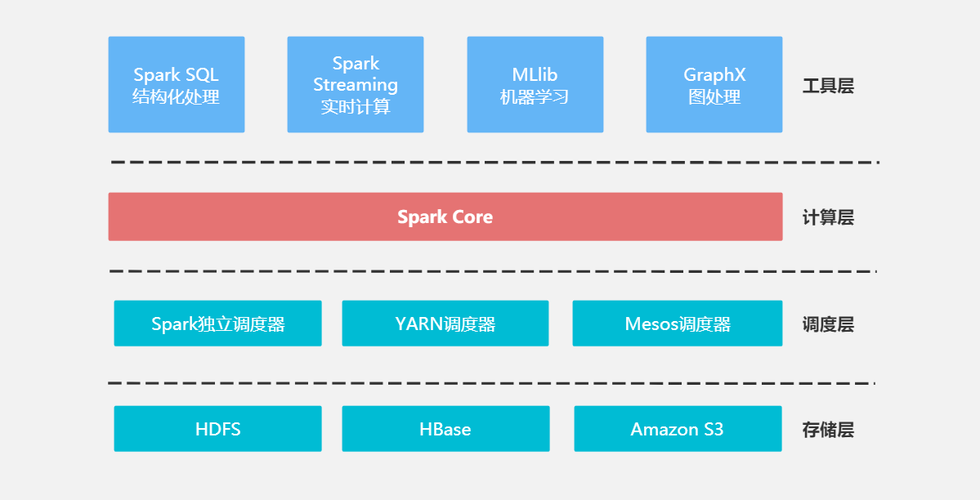 Spark SQL
结构化处理
Spark
Streaming
实时计算
MLlib
机器学习
GraphX
图处理
工具层
Spark Core
计算层
Spark独立调度器
YARN调度器
Mesos调度器
调度层
HDFS
HBase
Amazon S3
存储层